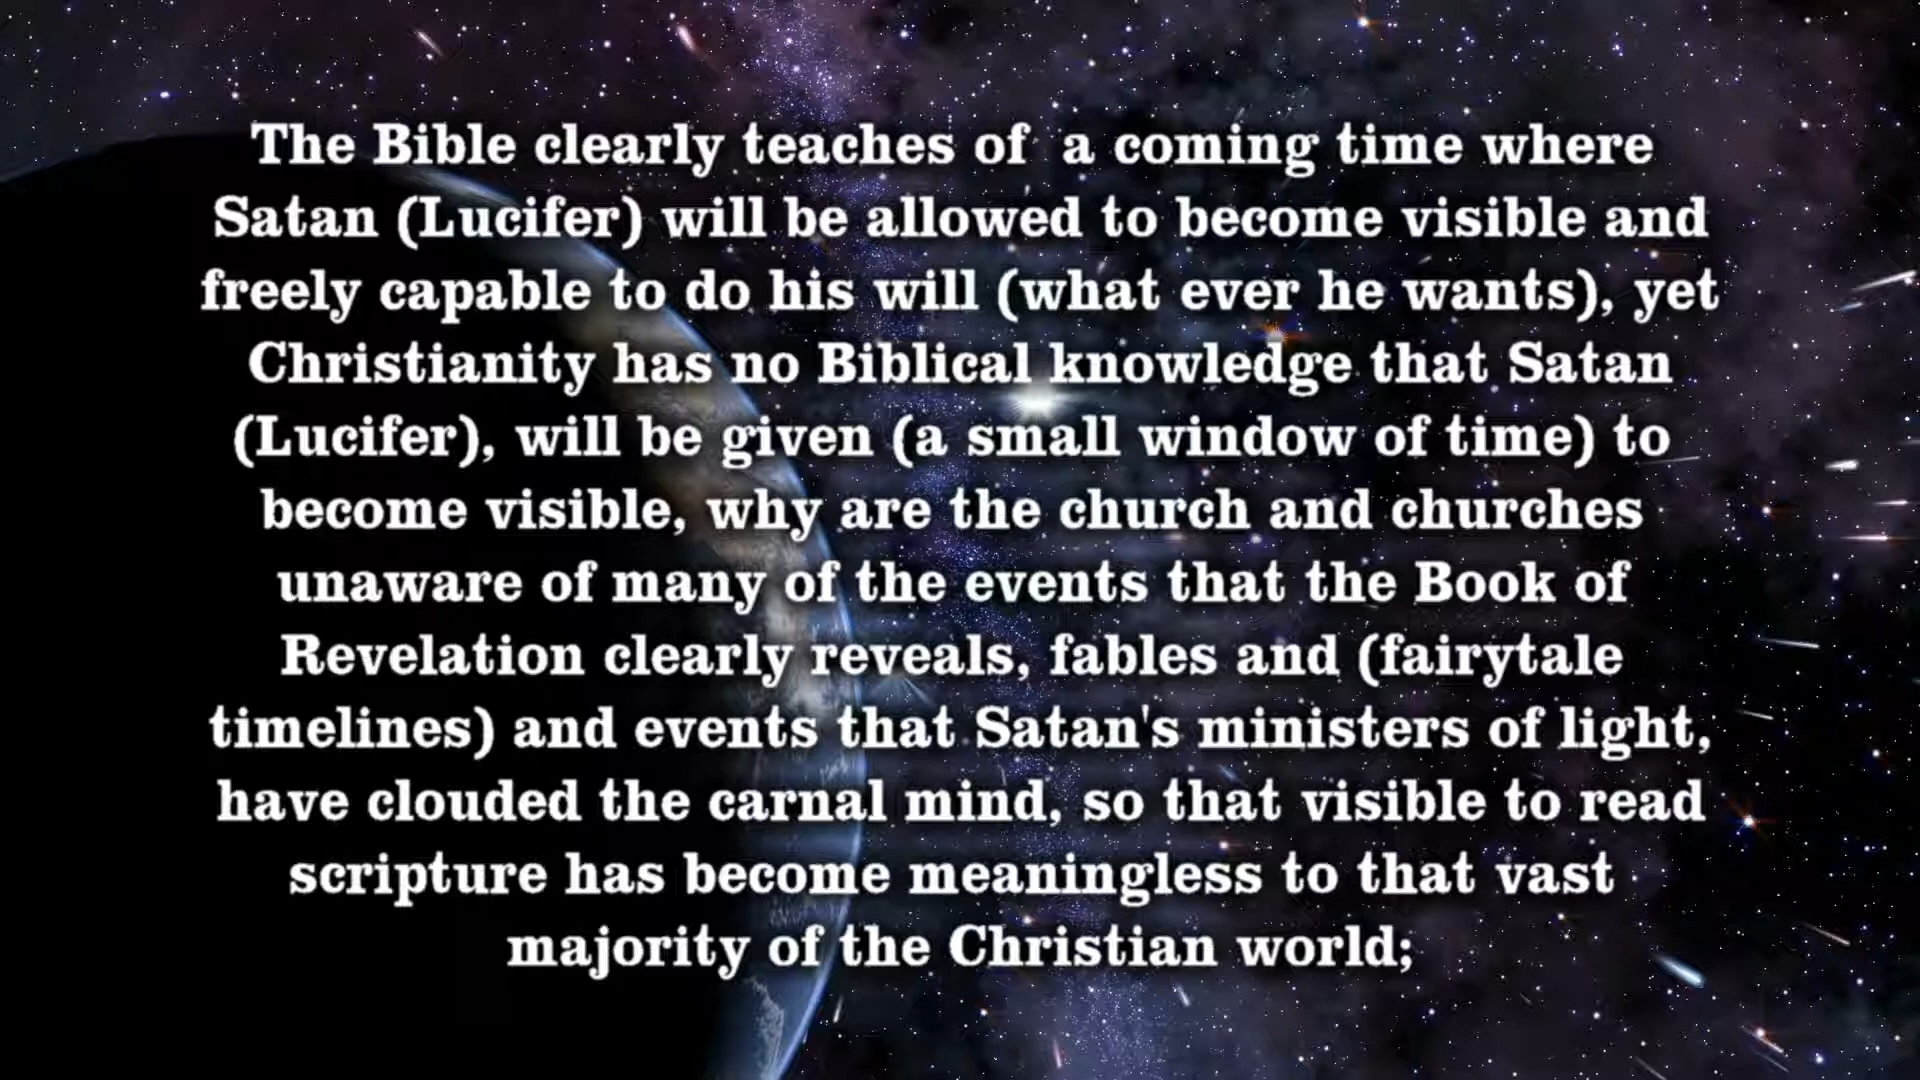 The Bible clearly teaches of a coming time where
Satan (Lucifer) will be allowed to become visible and
freely capable to do his will (what ever he wants), yet
Christianity has no Biblical knowledge that Satan
(Lucifer), will be given (a small window of time) to
become visible, why are the church and churches
unaware of many of the events that the Book of
Revelation clearly reveals, fables and (fairytale
timelines) and events that Satan's ministers of light,
have clouded the carnal mind, so that visible to read
scripture has become meaningless to that vast
majority of the Christian world;